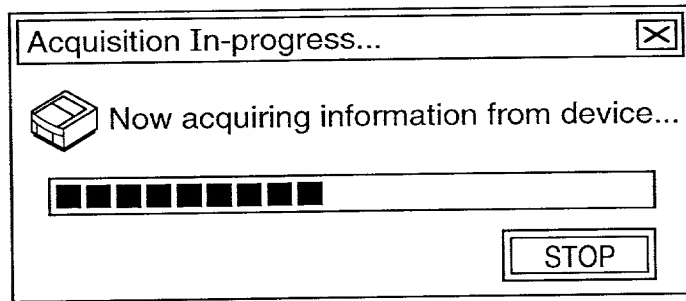 Acquisition In-progress...
Now acquiring information from device...
STOP